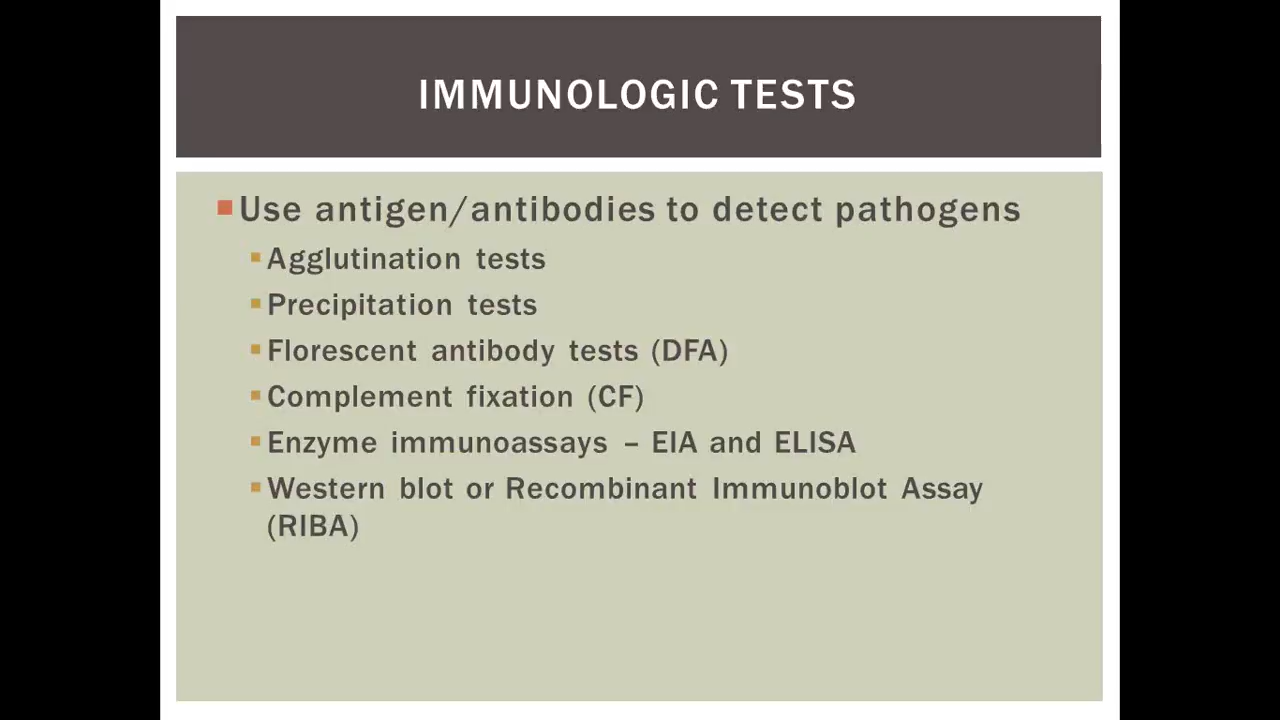 IMMUNOLOGIC TESTS
Use antigen/antibodies to detect pathogens
Agglutination tests
Precipitation tests
Florescent antibody tests (DFA)
Complement fixation (CF)
Enzyme immunoassays – EIA and ELISA
Western blot or Recombinant Immunoblot Assay
(RIBA)